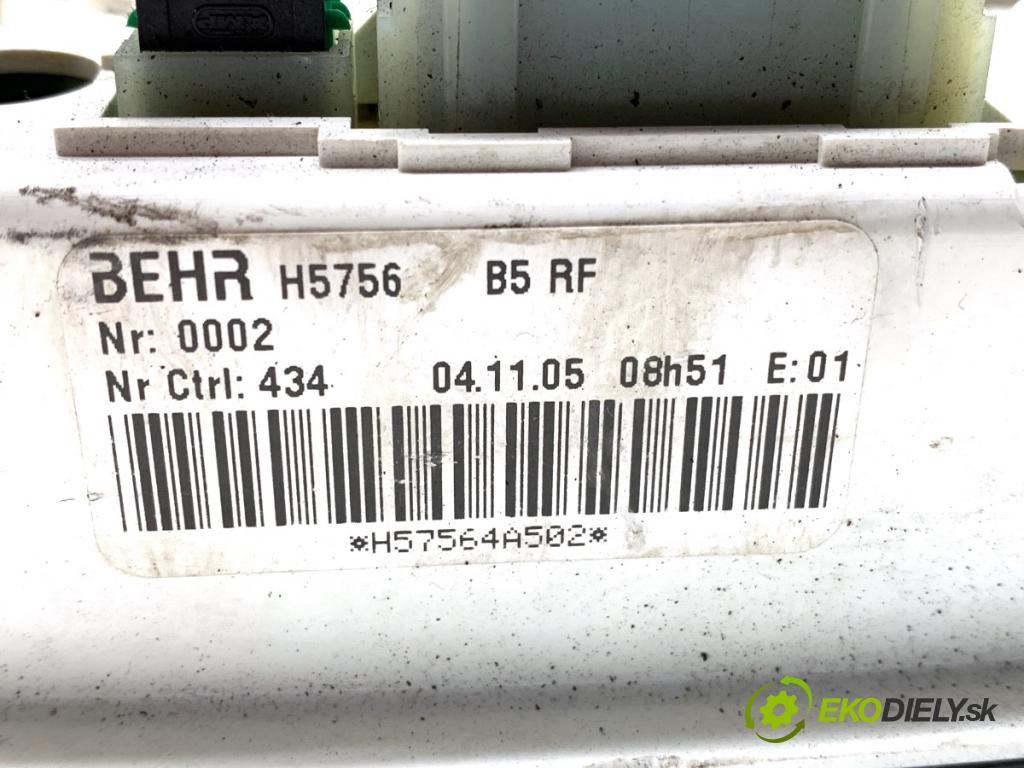 BEHR H5756 B5 RF
Nr: 0002
Nr Ctrl: 434 04.11.05 08h51 E:01
*H57564A502*
EKODIELY.sk